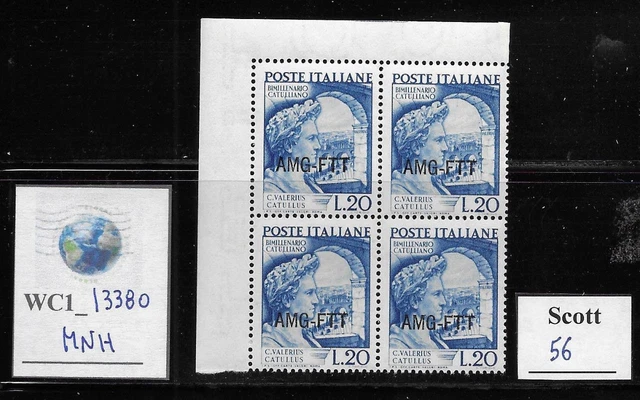 POSTE ITALIANE
BIMILLENARIO
CATULLIANO
AMG-FTT
C. VALERIUS
CATULLUS
L.20
POSTE ITALIANE
BIMILLENARIO
CATULLIANO
AMG-FTT
C. VALERIUS
CATULLUS
L.20
POSTE ITALIANE
BIMILLENARIO
CATULLIANO
AMG-FTT
C. VALERIUS
CATULLUS
L.20
POSTE ITALIANE
BIMILLENARIO
CATULLIANO
AMG-FTT
C. VALERIUS
CATULLUS
L.20
WC1_13380
MNH
Scott
56